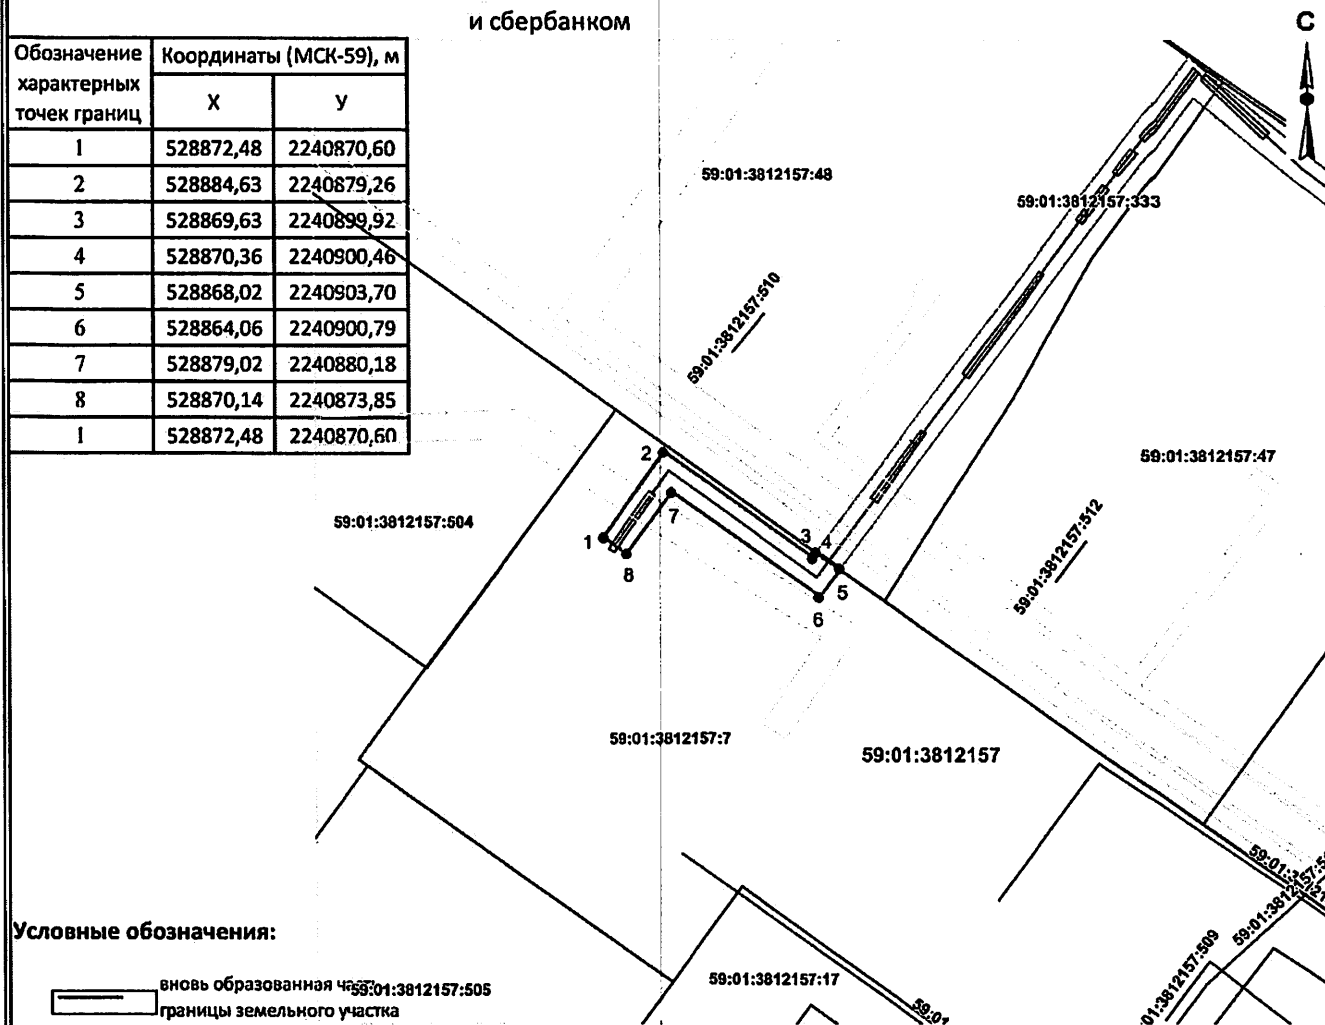 и сбербанком
С
Обозначение характерных точек границ | Координаты (МСК-59), м
Х | У
1 | 528872,48 | 2240870,60
2 | 528884,63 | 2240879,26
3 | 528869,63 | 2240899,92
4 | 528870,36 | 2240900,46
5 | 528868,02 | 2240903,70
6 | 528864,06 | 2240900,79
7 | 528879,02 | 2240880,18
8 | 528870,14 | 2240873,85
1 | 528872,48 | 2240870,60
59:01:3812157:48
59:01:3812157:333
59:01:3812157:510
59:01:3812157:47
59:01:3812157:504
59:01:3812157:512
2
7
1
8
3
4
5
6
59:01:3812157:7
59:01:3812157
Условные обозначения:
вновь образованная часть
границы земельного участка
59:01:3812157:505
59:01:3812157:17
59:01
:01:3812157:509